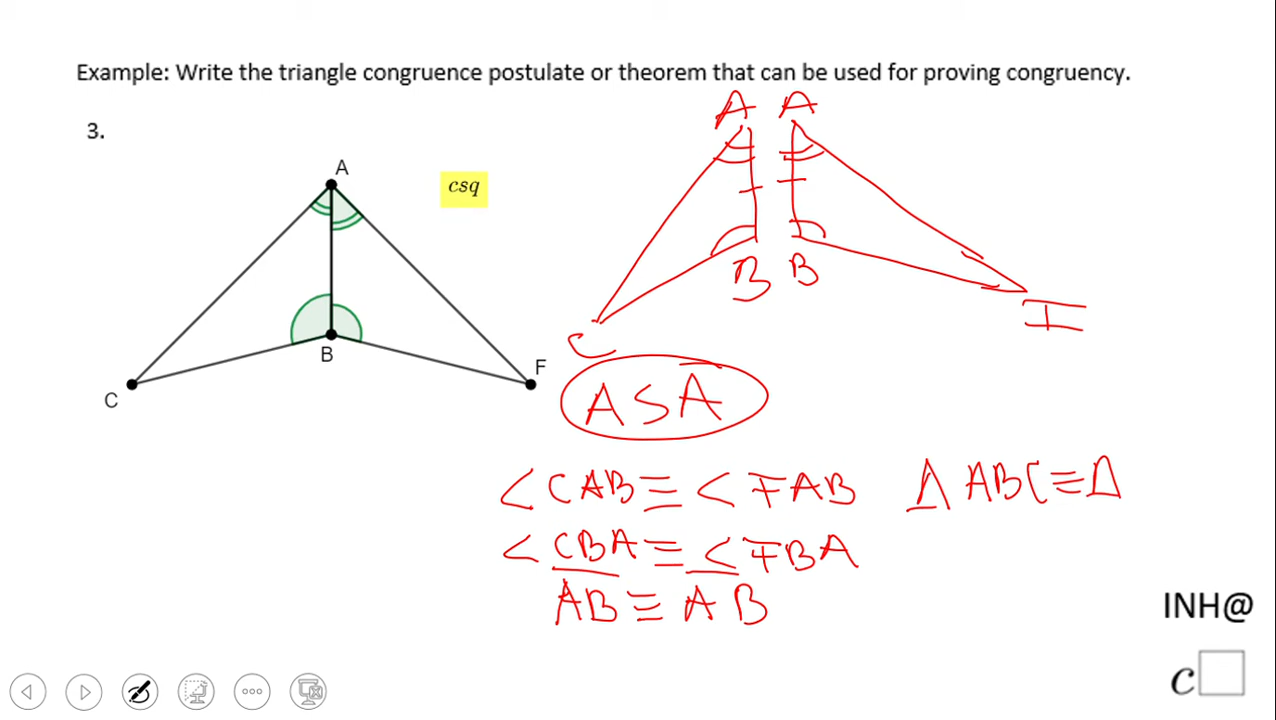 Example: Write the triangle congruence postulate or theorem that can be used for proving congruency.
3.
A
csq
B
C
F
A A
B B
C
F
ASA
<CAB≡<FAB ΔABC≡Δ
<CBA≡<FBA
AB≡AB
INH@
c□